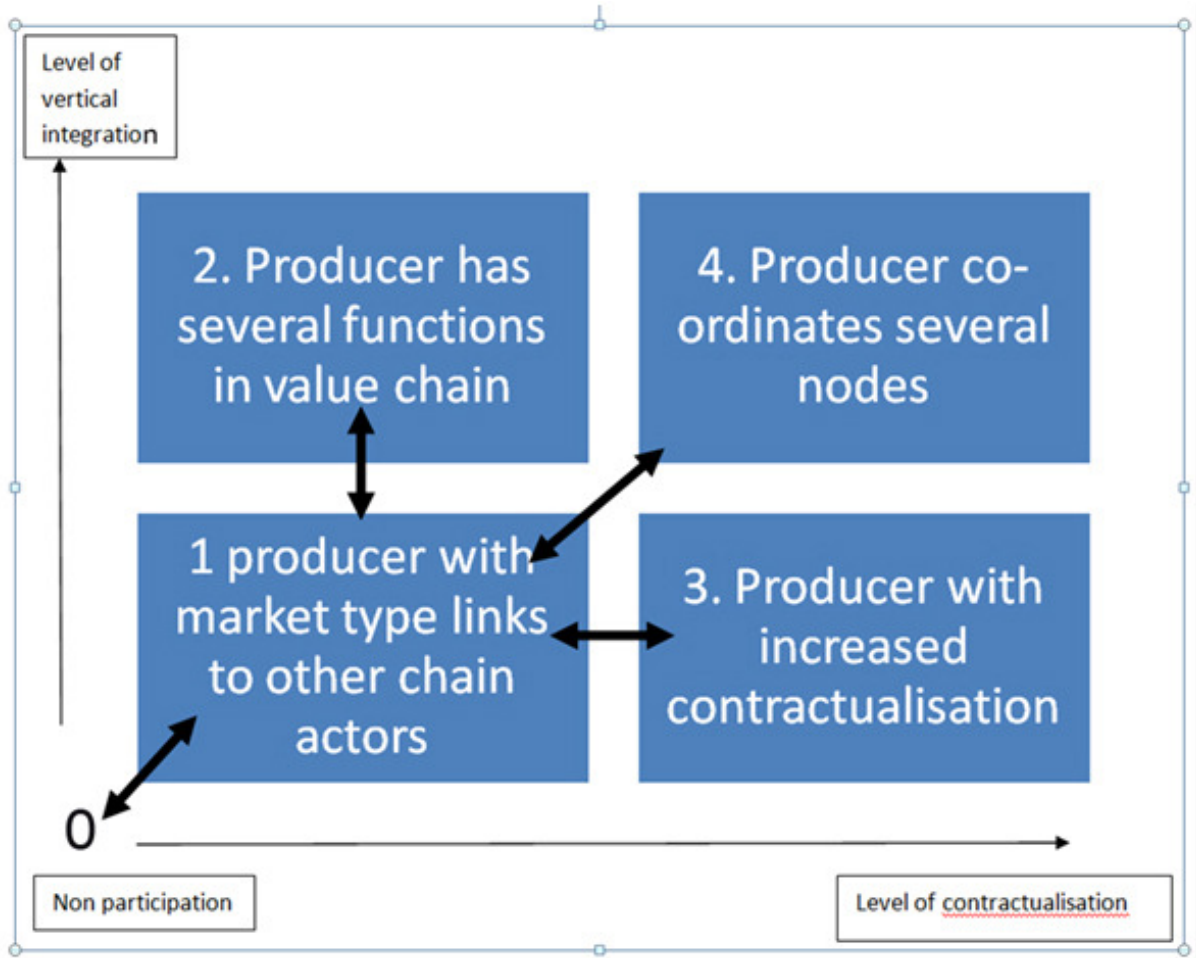 Level of
vertical
integration
2. Producer has
several functions
in value chain
4. Producer co-
ordinates several
nodes
1 producer with
market type links
to other chain
actors
3. Producer with
increased
contractualisation
0
Non participation
Level of contractualisation